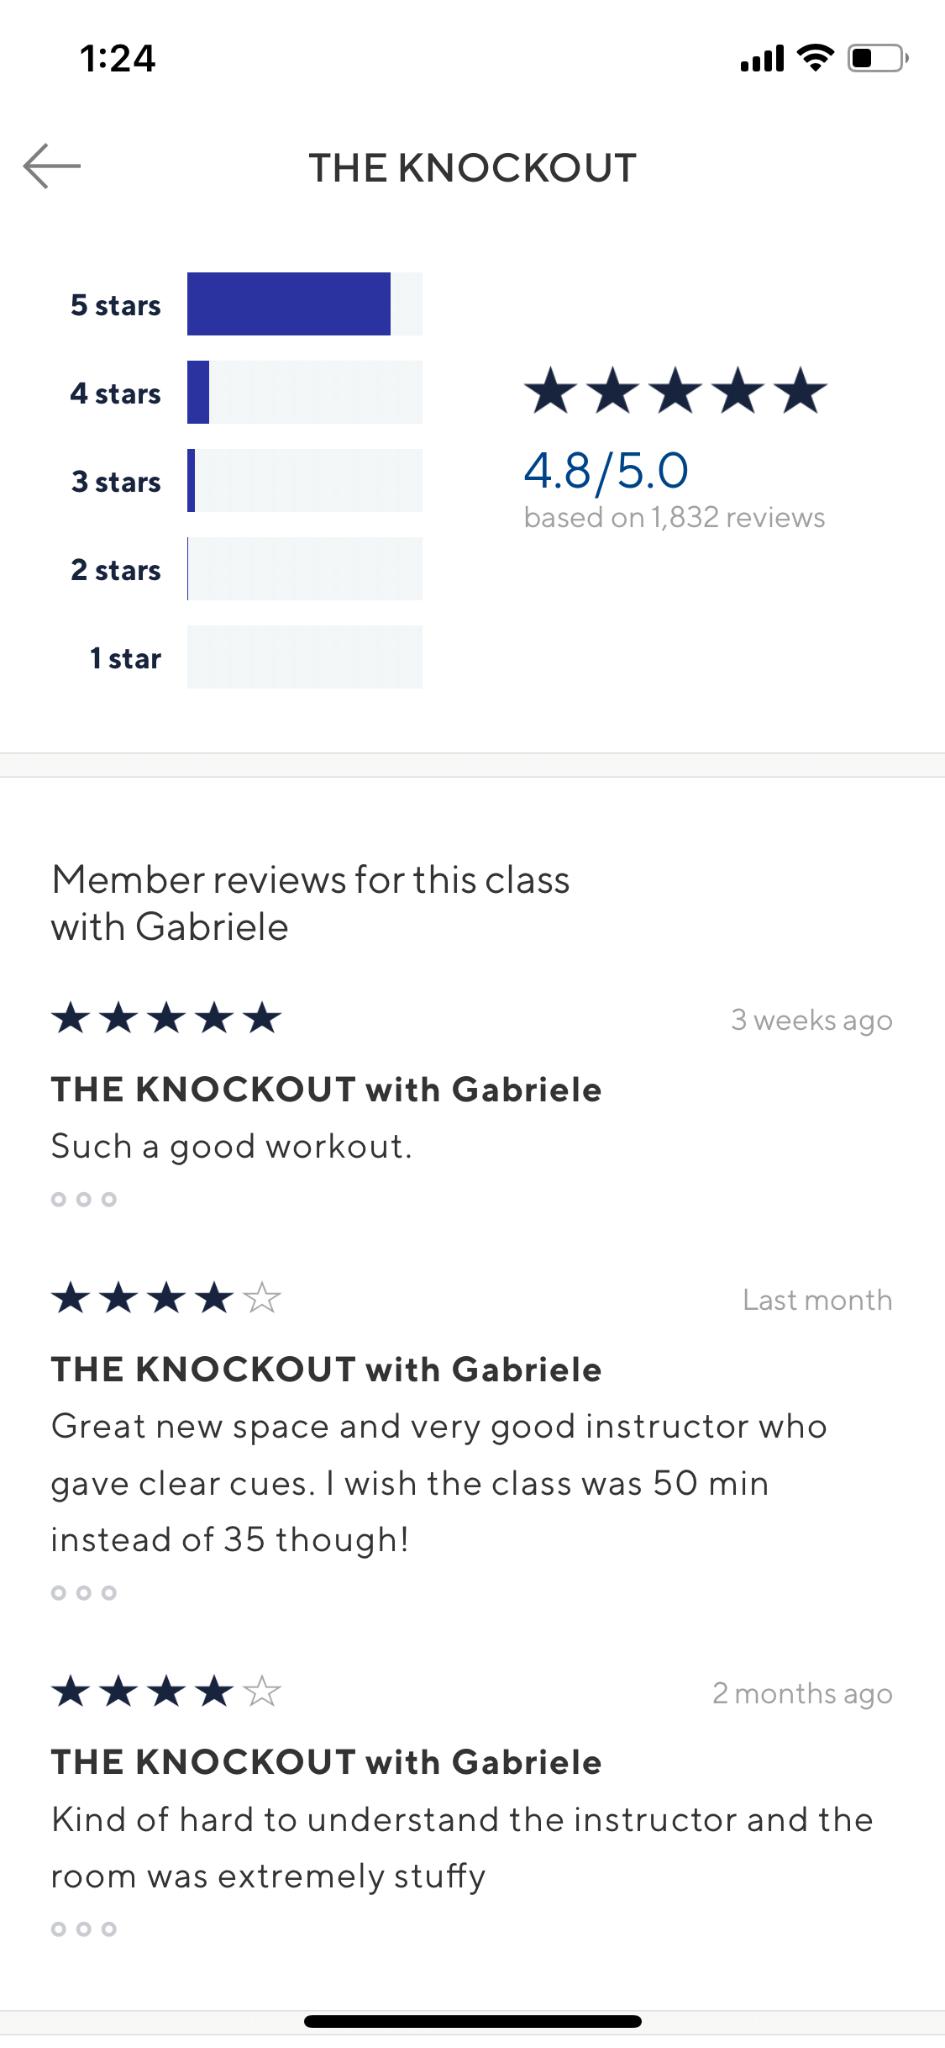 1:24
THE KNOCKOUT
5 stars
4 stars
3 stars
2 stars
1 star
4.8/5.0
based on 1,832 reviews
Member reviews for this class
with Gabriele
3 weeks ago
THE KNOCKOUT with Gabriele
Such a good workout.
Last month
THE KNOCKOUT with Gabriele
Great new space and very good instructor who
gave clear cues. I wish the class was 50 min
instead of 35 though!
2 months ago
THE KNOCKOUT with Gabriele
Kind of hard to understand the instructor and the
room was extremely stuffy